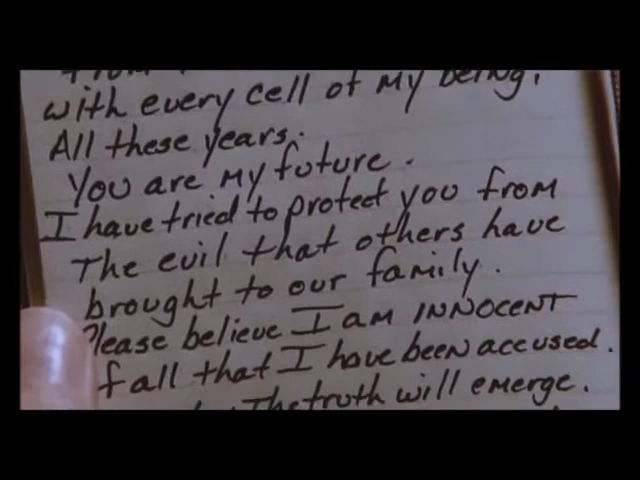 with every cell of my being.
All these years.
You are my future.
I have tried to protect you from
The evil that others have
brought to our family.
Please believe I am INNOCENT
f all that I have been accused.
The truth will emerge.